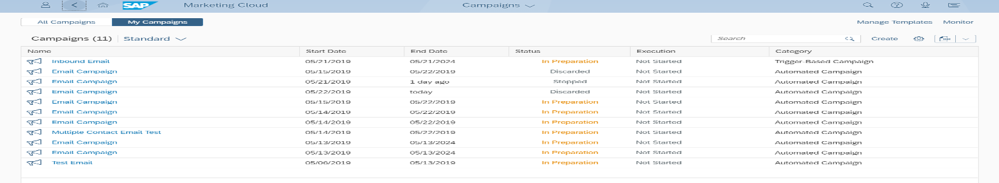 < SAP Marketing Cloud Campaigns
All Campaigns My Campaigns Manage Templates Monitor
Campaigns (11) Standard Search Create
Name Start Date End Date Status Execution Category
Inbound Email 05/21/2019 05/21/2024 In Preparation Not Started Trigger-Based Campaign
Email Campaign 05/15/2019 05/22/2019 Discarded Not Started Automated Campaign
Email Campaign 05/21/2019 1 day ago Stopped Not Started Automated Campaign
Email Campaign 05/22/2019 today Discarded Not Started Automated Campaign
Email Campaign 05/15/2019 05/22/2019 In Preparation Not Started Automated Campaign
Email Campaign 05/14/2019 05/22/2019 In Preparation Not Started Automated Campaign
Email Campaign 05/14/2019 05/22/2019 In Preparation Not Started Automated Campaign
Multiple Contact Email Test 05/14/2019 05/22/2019 In Preparation Not Started Automated Campaign
Email Campaign 05/13/2019 05/13/2024 In Preparation Not Started Automated Campaign
Email Campaign 05/13/2019 05/13/2024 In Preparation Not Started Automated Campaign
Test Email 05/06/2019 05/13/2019 In Preparation Not Started Automated Campaign